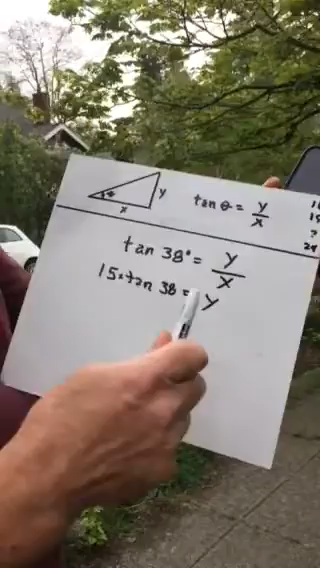 y
x
tan θ = y/x
tan 38° = y/x
15·tan 38 = y
?